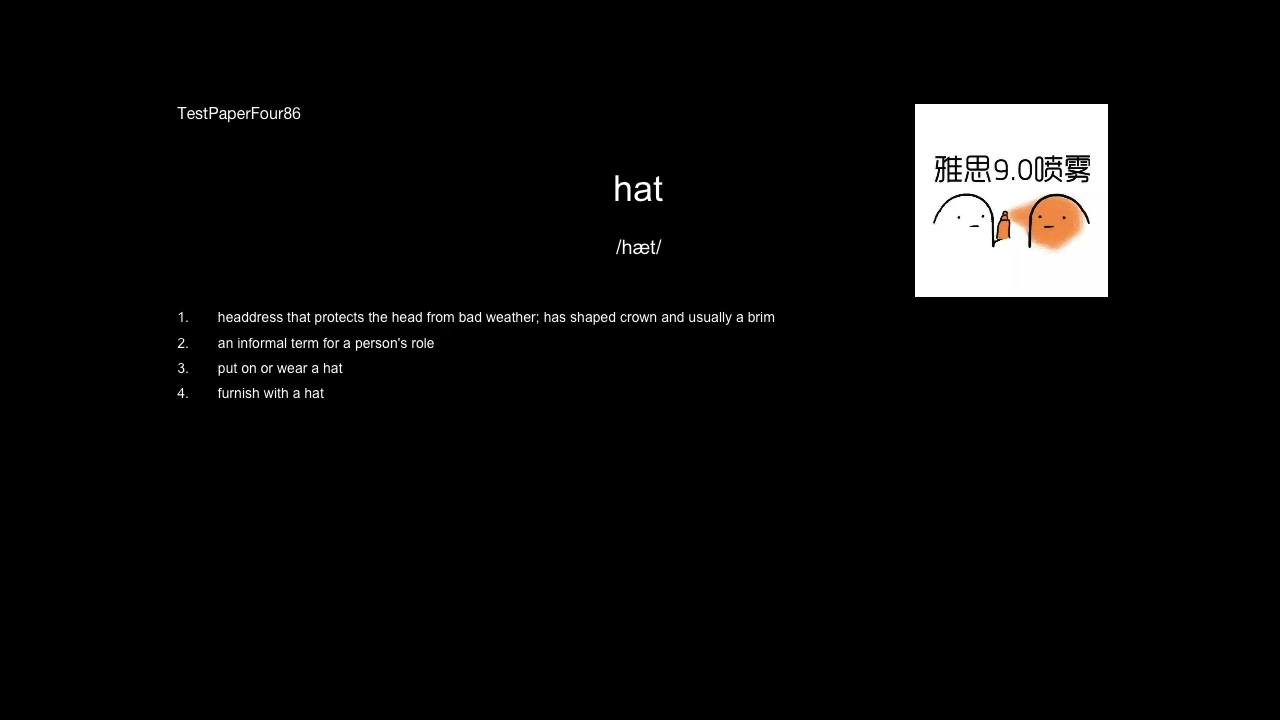 TestPaperFour86
hat
/hæt/
雅思9.0喷雾
1. headdress that protects the head from bad weather; has shaped crown and usually a brim
2. an informal term for a person's role
3. put on or wear a hat
4. furnish with a hat